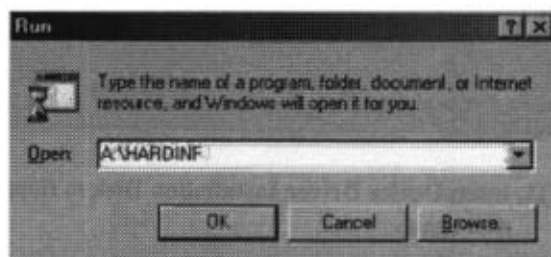 Run
Type the name of a program, folder, document, or Internet
resource, and Windows will open it for you.
Open:
A:\HARDINF
OK
Cancel
Browse...